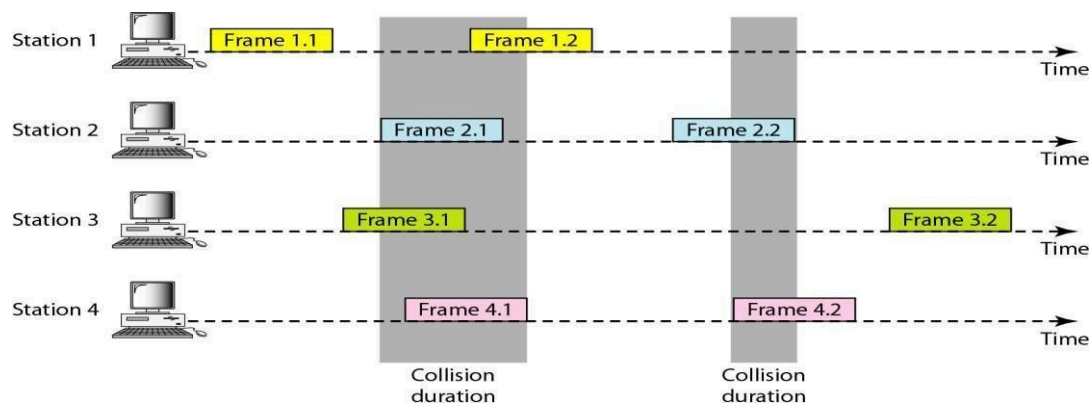 Station 1
Frame 1.1
Frame 1.2
Time
Station 2
Frame 2.1
Frame 2.2
Time
Station 3
Frame 3.1
Frame 3.2
Time
Station 4
Frame 4.1
Frame 4.2
Time
Collision
duration
Collision
duration